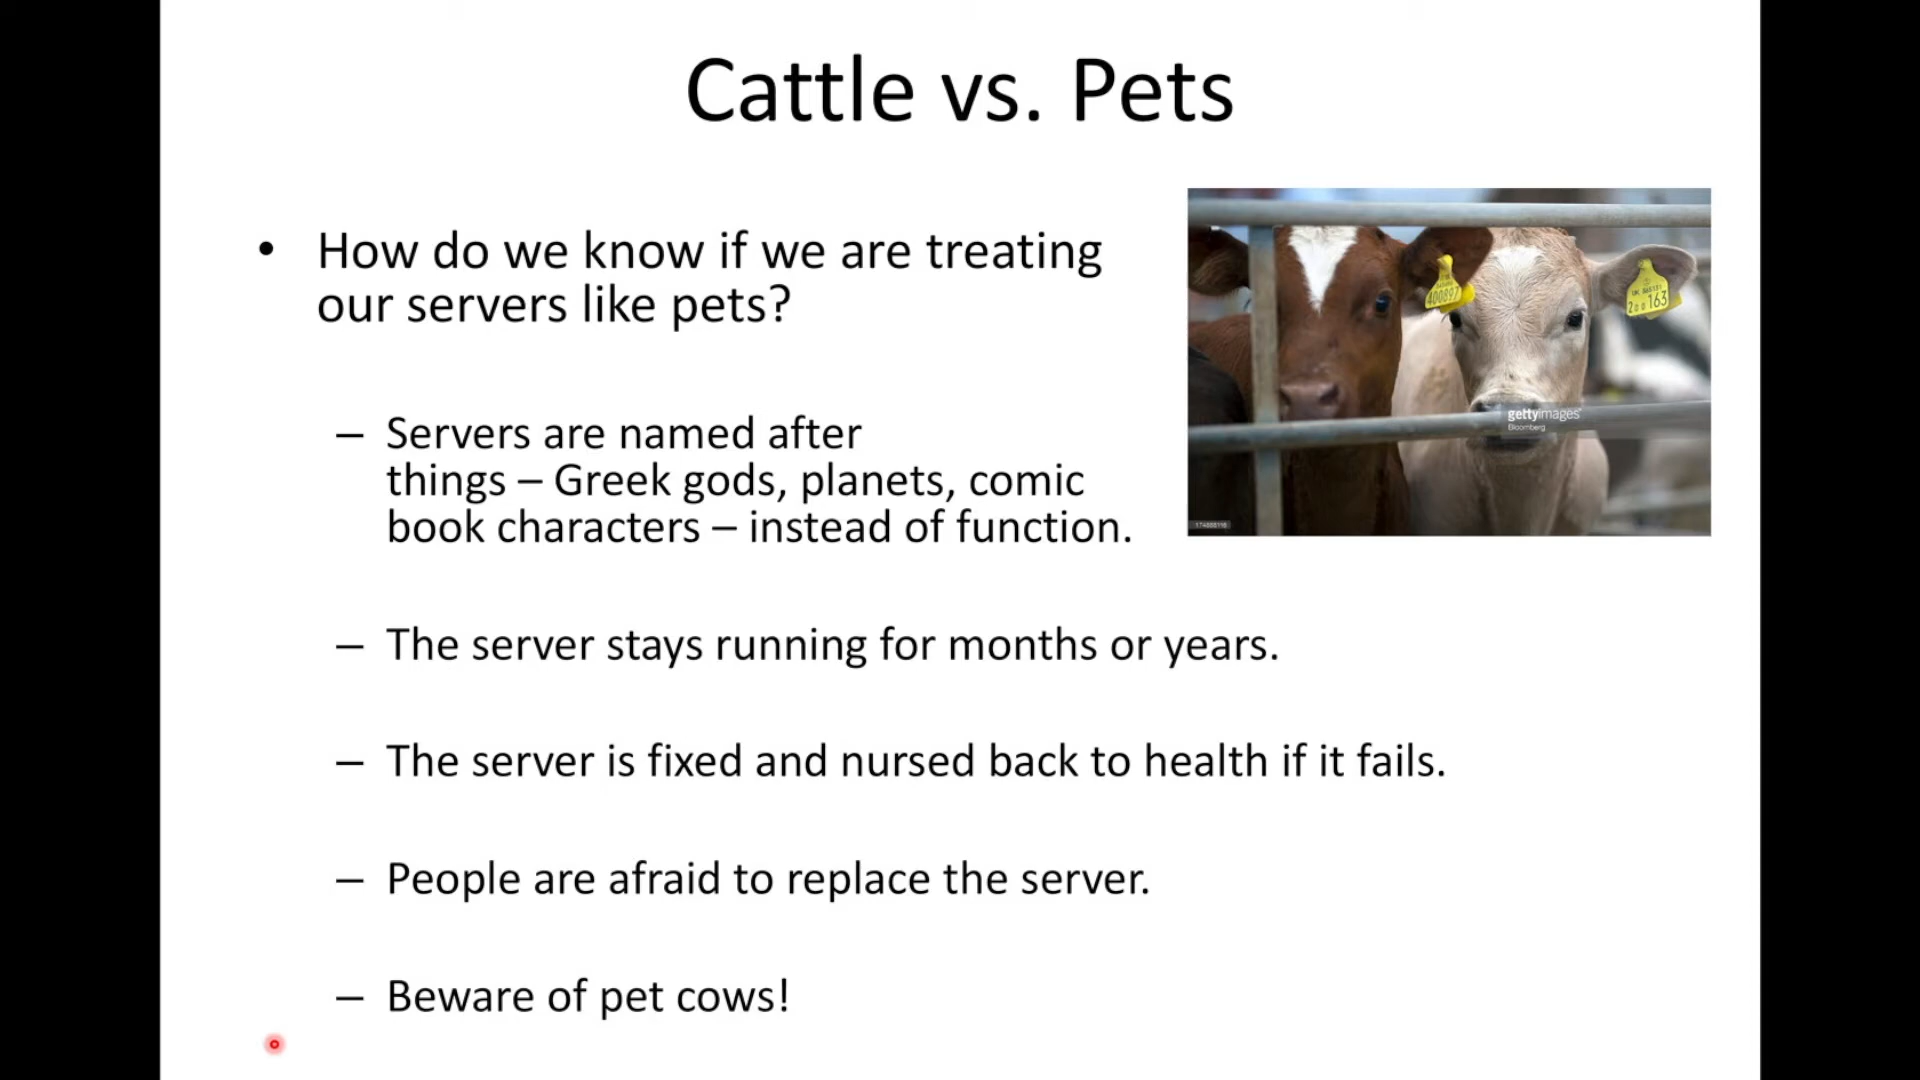 Cattle vs. Pets
• How do we know if we are treating
our servers like pets?
– Servers are named after
things – Greek gods, planets, comic
book characters – instead of function.
– The server stays running for months or years.
– The server is fixed and nursed back to health if it fails.
– People are afraid to replace the server.
– Beware of pet cows!
400897
163
gettyimages®
Bloomberg